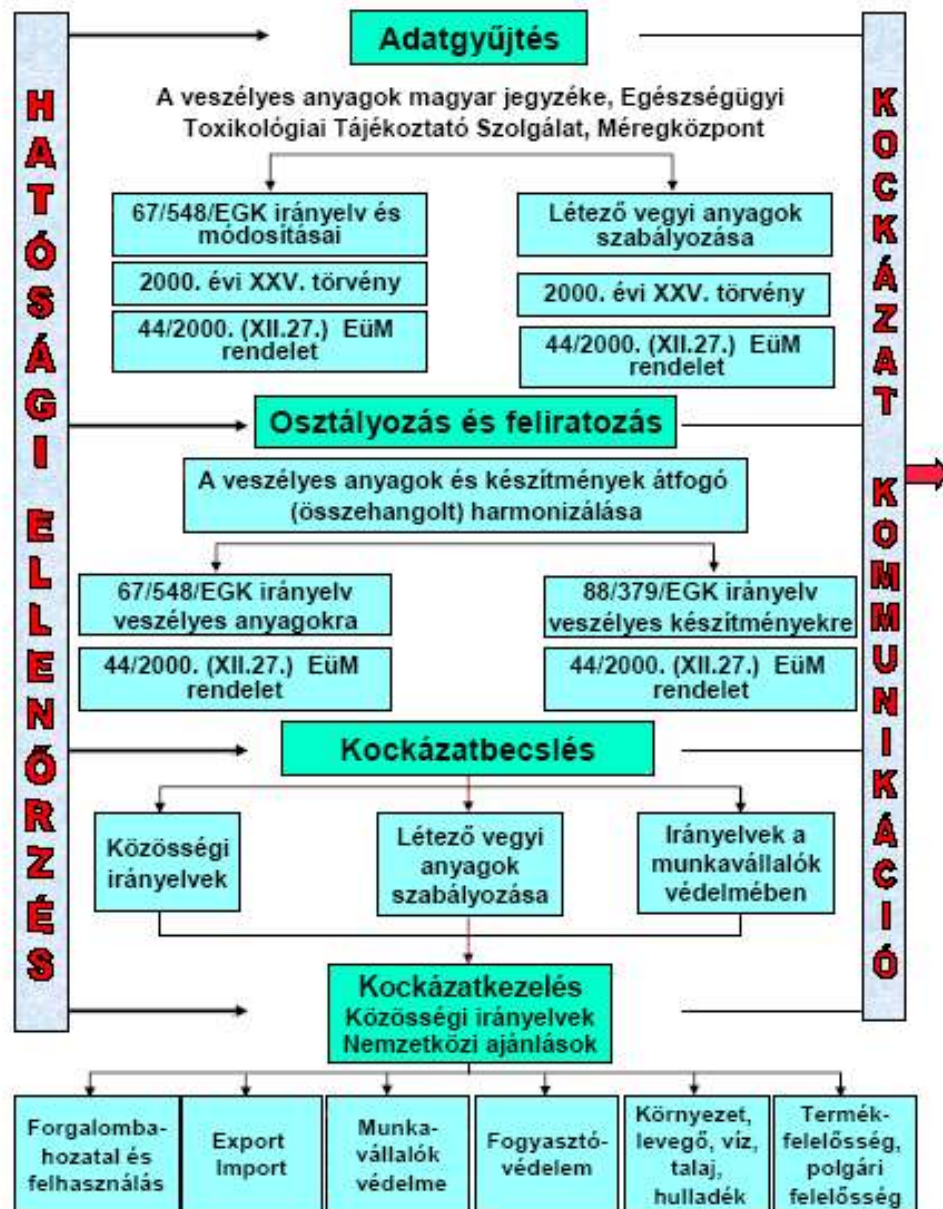 HATÓSÁGI ELLENŐRZÉS
KOCKÁZAT KOMMUNIKÁCIÓ
Adatgyűjtés
A veszélyes anyagok magyar jegyzéke, Egészségügyi
Toxikológiai Tájékoztató Szolgálat, Méregközpont
67/548/EGK irányelv és
módosításai
2000. évi XXV. törvény
44/2000. (XII.27.) EüM
rendelet
Létező vegyi anyagok
szabályozása
2000. évi XXV. törvény
44/2000. (XII.27.) EüM
rendelet
Osztályozás és feliratozás
A veszélyes anyagok és készítmények átfogó
(összehangolt) harmonizálása
67/548/EGK irányelv
veszélyes anyagokra
44/2000. (XII.27.) EüM
rendelet
88/379/EGK irányelv
veszélyes készítményekre
44/2000. (XII.27.) EüM
rendelet
Kockázatbecslés
Közösségi
irányelvek
Létező vegyi
anyagok
szabályozása
Irányelvek a
munkavállalók
védelmében
Kockázatkezelés
Közösségi irányelvek
Nemzetközi ajánlások
Forgalomba-
hozatal és
felhasználás
Export
Import
Munka-
vállalók
védelme
Fogyasztó-
védelem
Környezet,
levegő, víz,
talaj,
hulladék
Termék-
felelősség,
polgári
felelősség